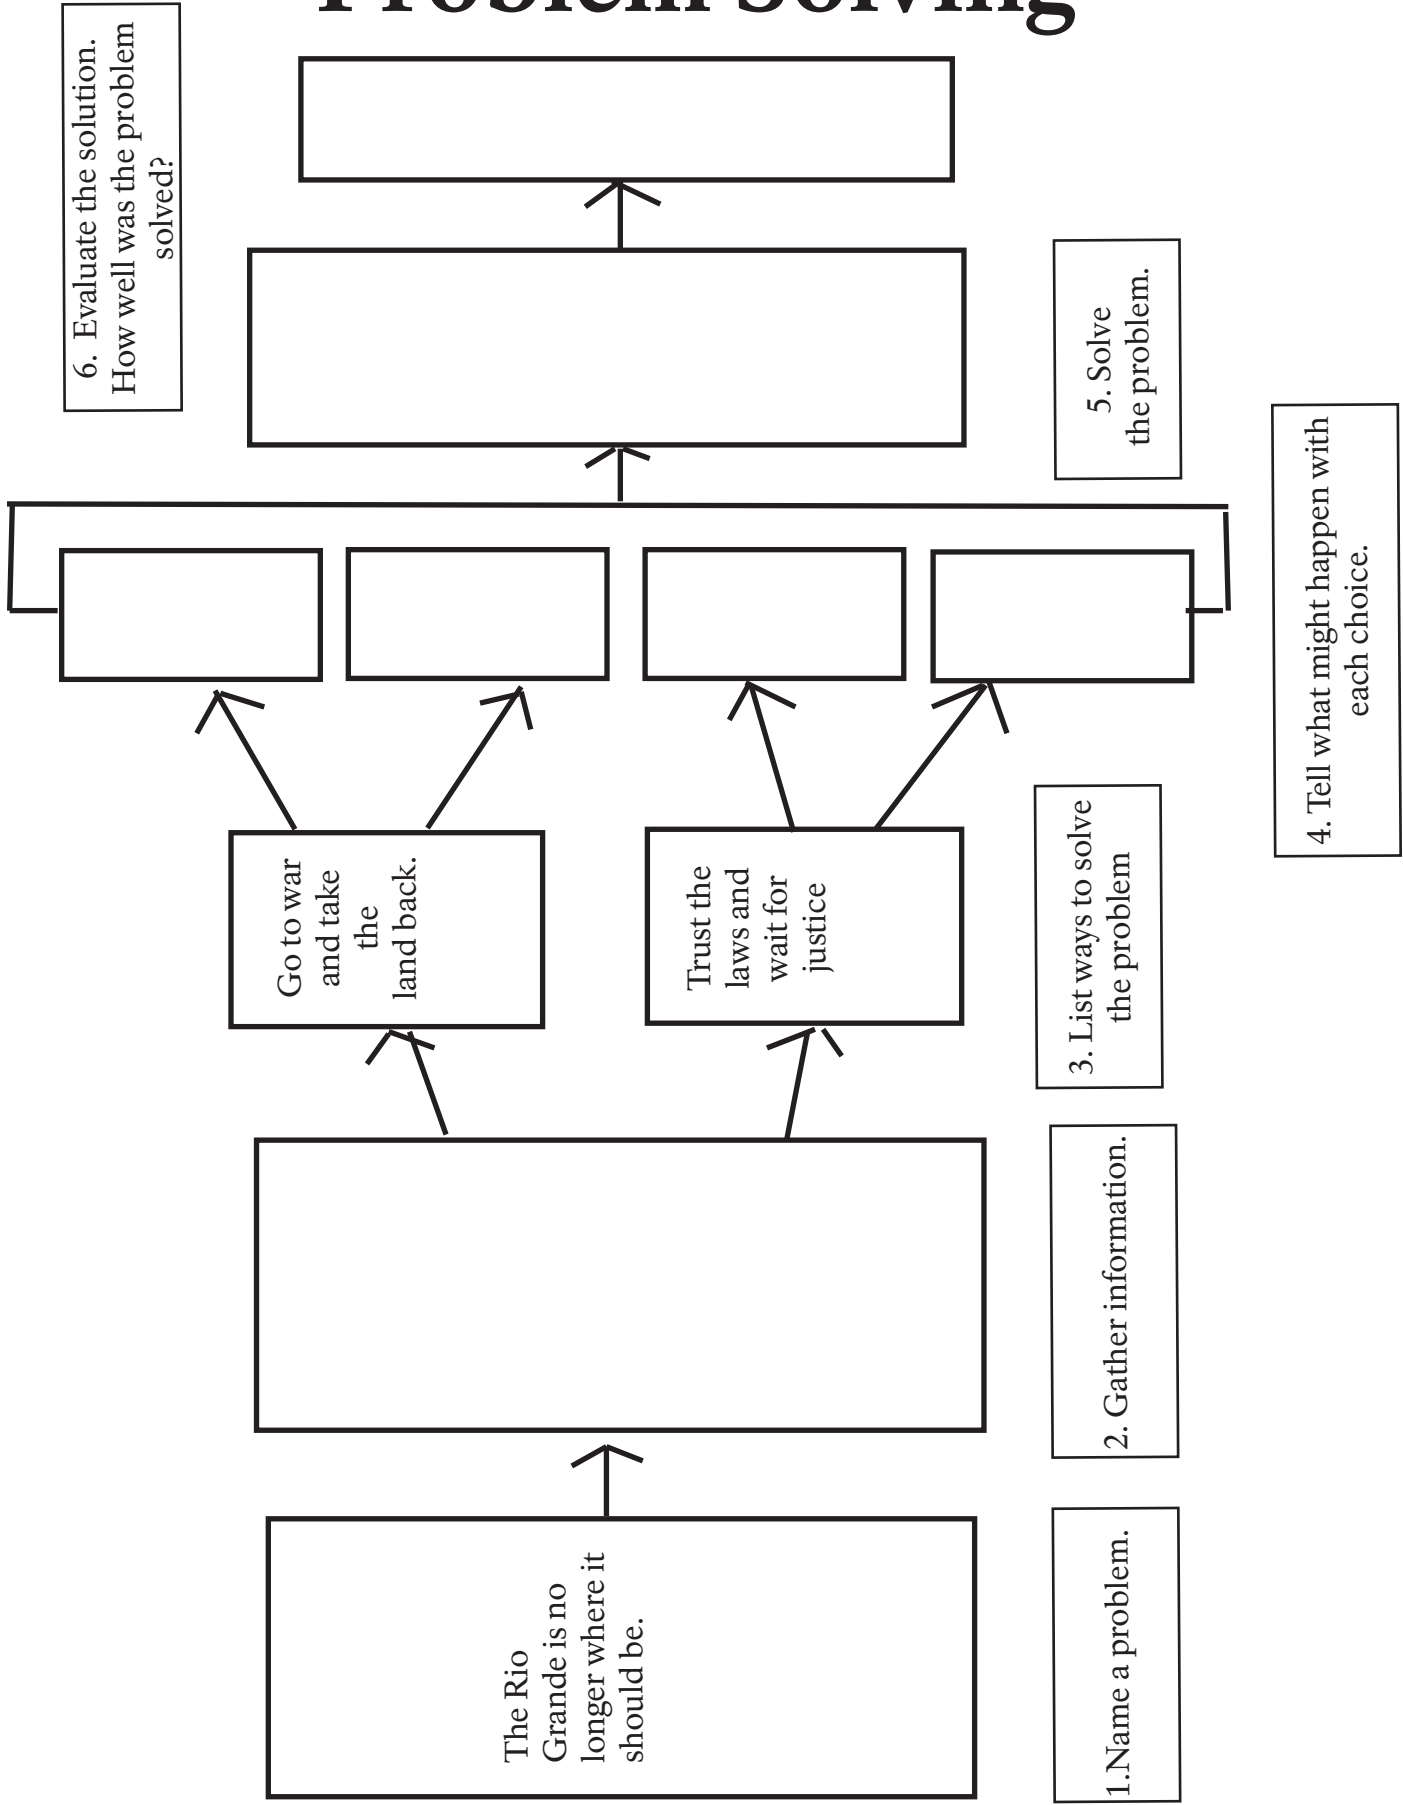 Problem Solving
The Rio
Grande is no
longer where it
should be.
1.Name a problem.
2. Gather information.
Go to war
and take
the
land back.
Trust the
laws and
wait for
justice
3. List ways to solve
the problem
4. Tell what might happen with
each choice.
5. Solve
the problem.
6. Evaluate the solution.
How well was the problem
solved?